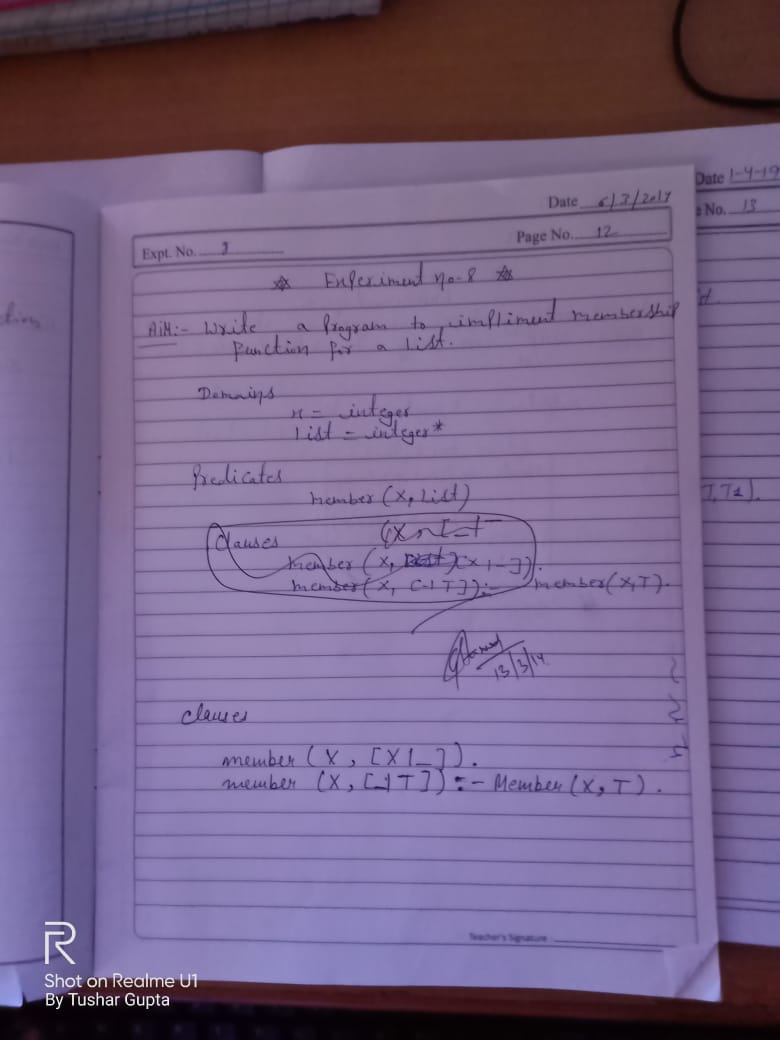 Date 6/3/2019
Page No. 12
Expt. No.
Experiment no-8
AIM:- Write a Program to impliment membership
function for a List.
Domains
x = integer
list = integer*
Predicates
member (X, List)
Clauses
member (X, [X|_]).
member (X, [_|T]):- member (X,T).
13/3/19
Clauses
member (X, [X|_]).
member (X, [_|T]) :- Member (X, T).
Teacher's Signature
Date 1-4-19
No. 13
Shot on Realme U1
By Tushar Gupta